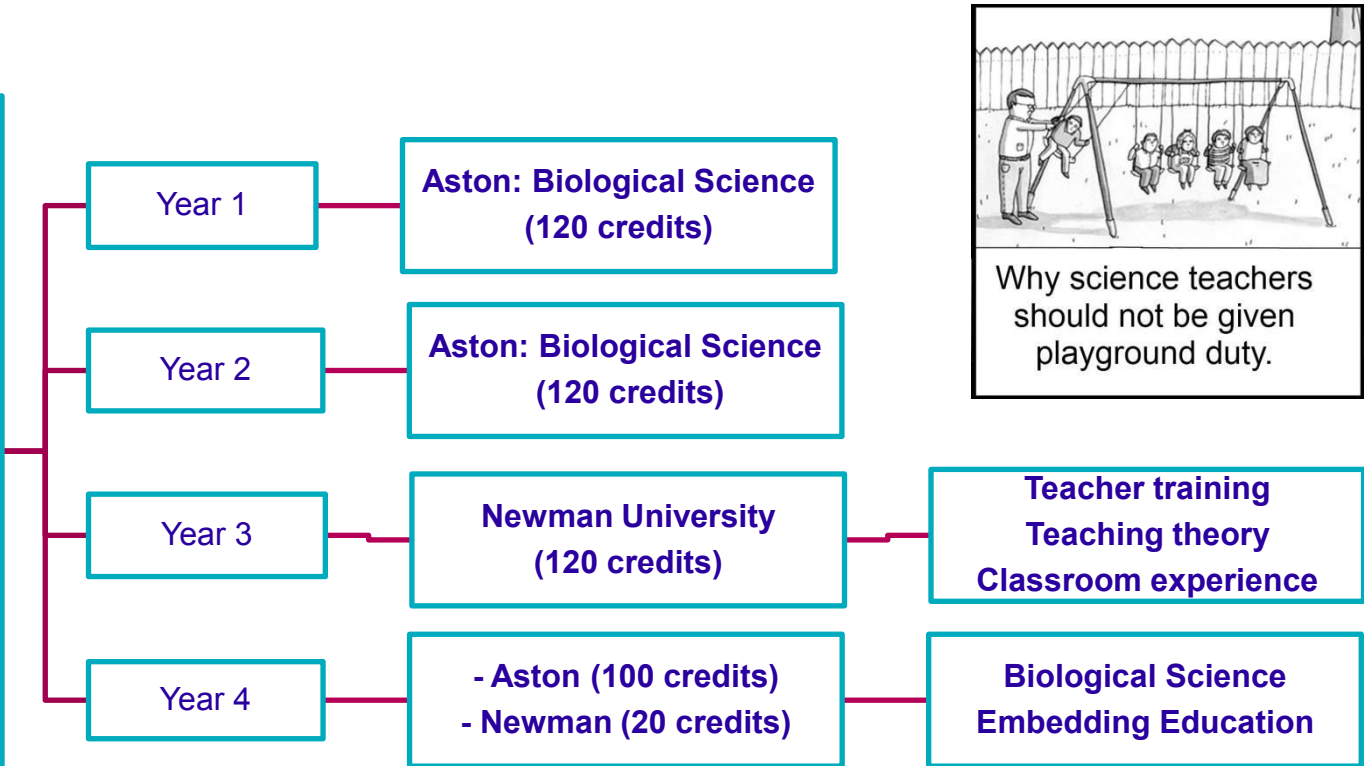 Year 1
Aston: Biological Science
(120 credits)
Why science teachers
should not be given
playground duty.
Year 2
Aston: Biological Science
(120 credits)
Year 3
Newman University
(120 credits)
Teacher training
Teaching theory
Classroom experience
Year 4
- Aston (100 credits)
- Newman (20 credits)
Biological Science
Embedding Education